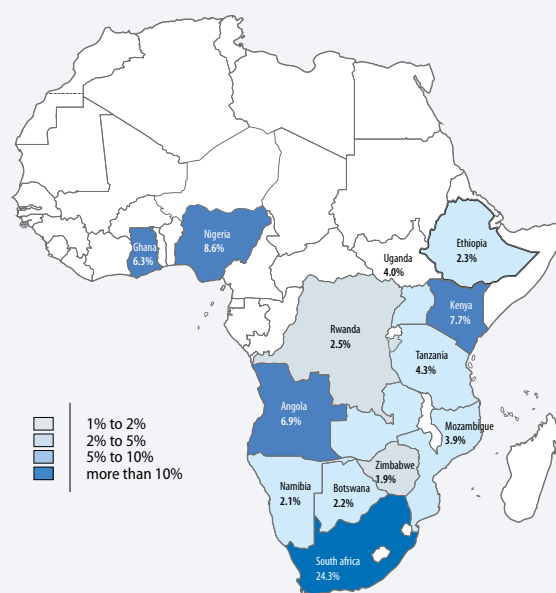 Ghana
6.3%
Nigeria
8.6%
Uganda
4.0%
Ethiopia
2.3%
Kenya
7.7%
Rwanda
2.5%
Tanzania
4.3%
Angola
6.9%
Mozambique
3.9%
Zimbabwe
1.9%
Namibia
2.1%
Botswana
2.2%
South africa
24.3%
1% to 2%
2% to 5%
5% to 10%
more than 10%